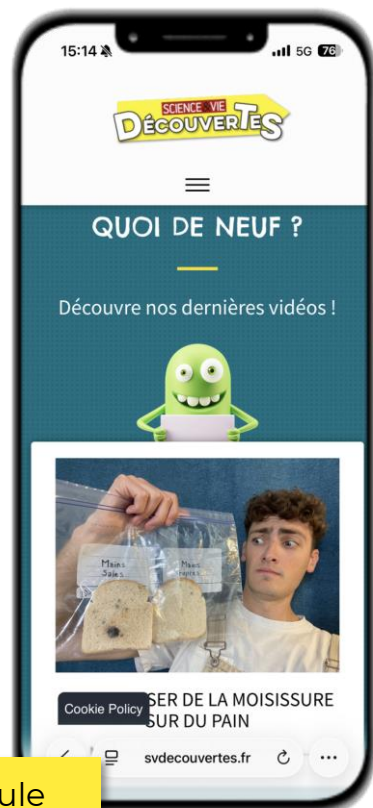 15:14
5G 76
SCIENCE & VIE
DÉCOUVERTES
QUOI DE NEUF ?
Découvre nos dernières vidéos !
Mains
Sales
Mains
Propres
SER DE LA MOISISSURE
Cookie Policy
SUR DU PAIN
svdecouvertes.fr
ule